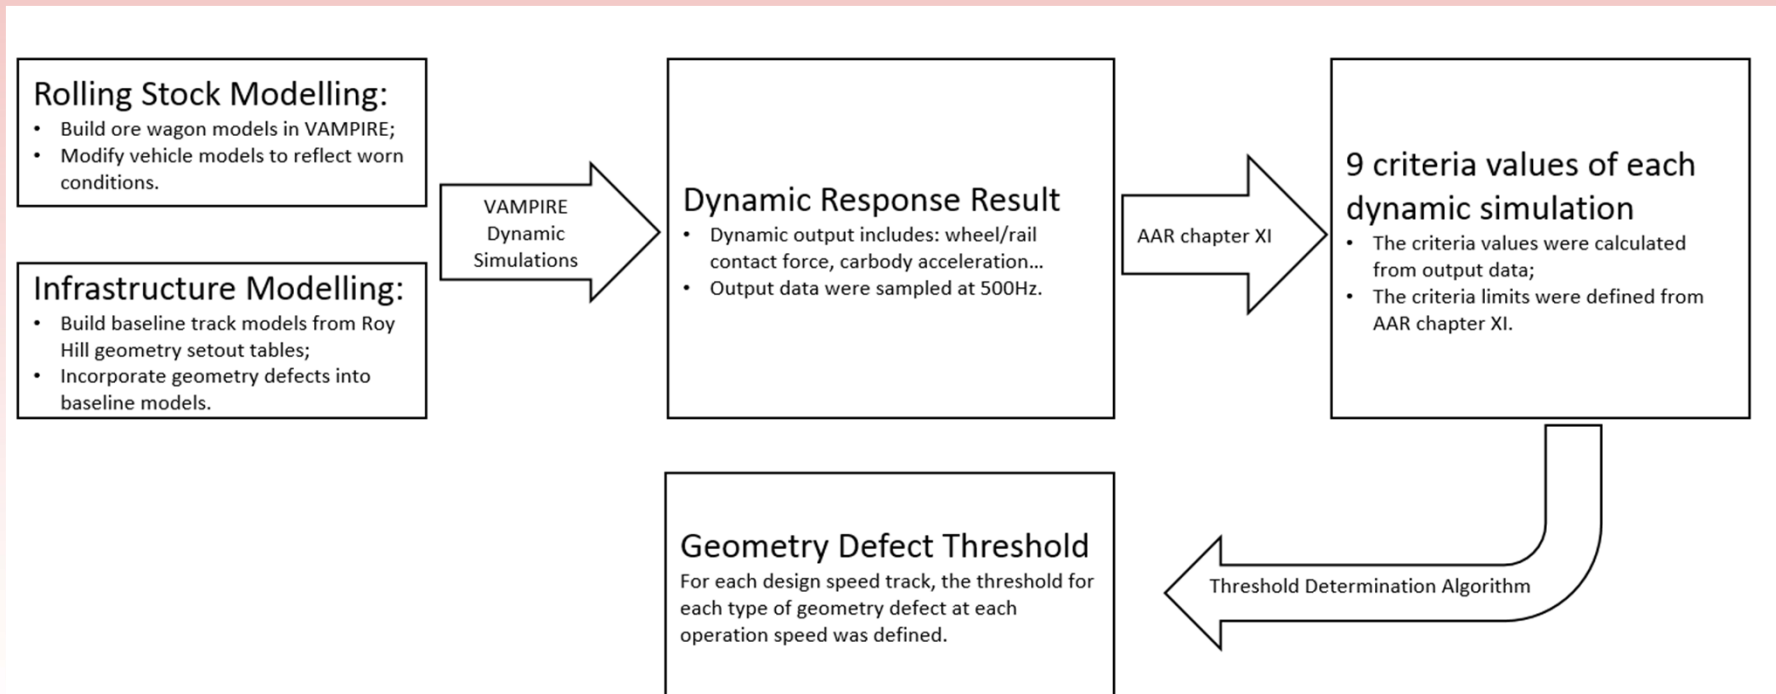 Rolling Stock Modelling:
• Build ore wagon models in VAMPIRE;
• Modify vehicle models to reflect worn
conditions.
Infrastructure Modelling:
• Build baseline track models from Roy
Hill geometry setout tables;
• Incorporate geometry defects into
baseline models.
VAMPIRE
Dynamic
Simulations
Dynamic Response Result
• Dynamic output includes: wheel/rail
contact force, carbody acceleration...
• Output data were sampled at 500Hz.
AAR chapter XI
9 criteria values of each
dynamic simulation
• The criteria values were calculated
from output data;
• The criteria limits were defined from
AAR chapter XI.
Threshold Determination Algorithm
Geometry Defect Threshold
For each design speed track, the threshold for
each type of geometry defect at each
operation speed was defined.